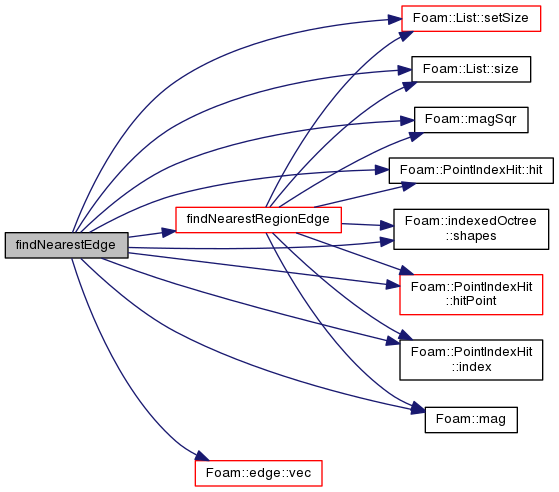 Foam::List::setSize
Foam::List::size
Foam::magSqr
Foam::PointIndexHit::hit
findNearestRegionEdge
Foam::indexedOctree
::shapes
findNearestEdge
Foam::PointIndexHit
::hitPoint
Foam::PointIndexHit
::index
Foam::mag
Foam::edge::vec